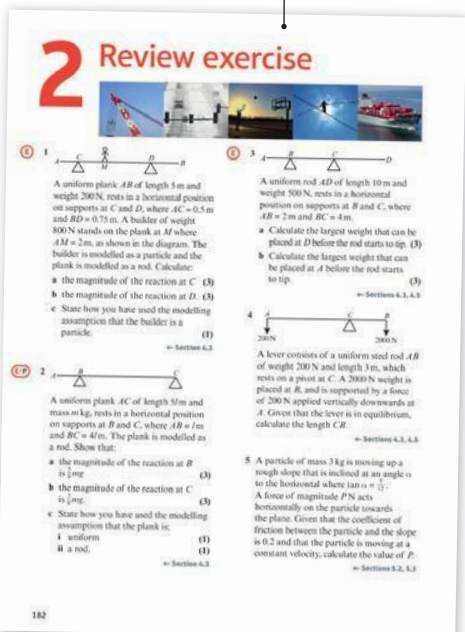 2 Review exercise
E 1
A C M D B
A uniform plank AB of length 5 m and
weight 200 N, rests in a horizontal position
on supports at C and D, where AC = 0.5 m
and BD = 0.75 m. A builder of weight
800 N stands on the plank at M where
AM = 2 m, as shown in the diagram. The
builder is modelled as a particle and the
plank is modelled as a rod. Calculate:
a the magnitude of the reaction at C (3)
b the magnitude of the reaction at D. (3)
c State how you have used the modelling
assumption that the builder is a
particle. (1)
← Section 4.3
E/P 2
A B C
A uniform plank AC of length 5l m and
mass m kg, rests in a horizontal position
on supports at B and C, where AB = l m
and BC = 4l m. The plank is modelled as
a rod. Show that:
a the magnitude of the reaction at B
(3)
b the magnitude of the reaction at C
(3)
c State how you have used the modelling
assumption that the plank is:
i uniform (1)
ii a rod. (1)
← Section 4.3
E 3
A B C D
A uniform rod AD of length 10 m and
weight 500 N, rests in a horizontal
position on supports at B and C, where
AB = 2 m and BC = 4 m.
a Calculate the largest weight that can be
placed at D before the rod starts to tip. (3)
b Calculate the largest weight that can
be placed at A before the rod starts
to tip. (3)
← Sections 4.3, 4.5
4
A C B
200 N 2000 N
A lever consists of a uniform steel rod AB
of weight 200 N and length 3 m, which
rests on a pivot at C. A 2000 N weight is
placed at B, and is supported by a force
of 200 N applied vertically downwards at
A. Given that the lever is in equilibrium,
calculate the length CB.
← Sections 4.3, 4.5
5 A particle of mass 3 kg is moving up a
rough slope that is inclined at an angle α
to the horizontal where tan α =
A force of magnitude P N acts
horizontally on the particle towards
the plane. Given that the coefficient of
friction between the particle and the slope
is 0.2 and that the particle is moving at a
constant velocity, calculate the value of P.
← Sections 5.2, 5.3
182